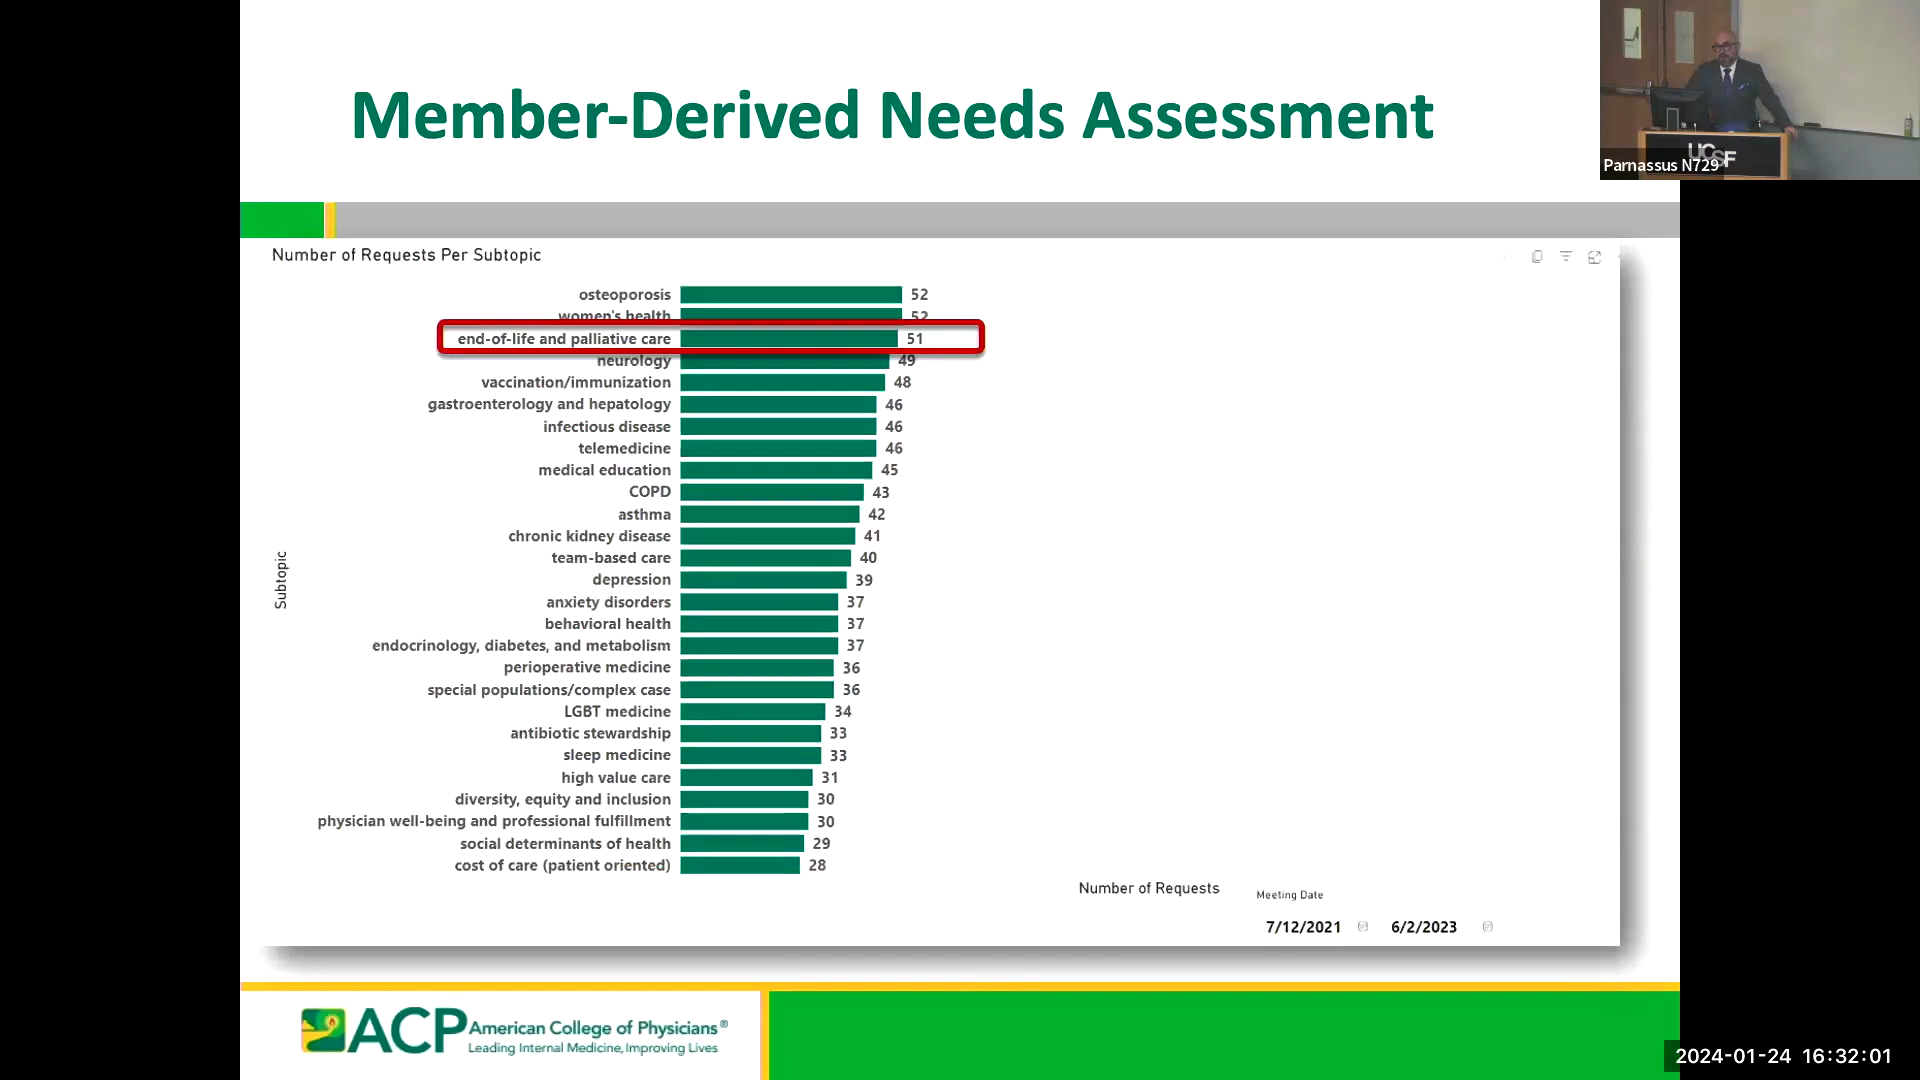 Member-Derived Needs Assessment
UCSF
Parnassus N729
Number of Requests Per Subtopic
Subtopic
osteoporosis 52
women's health 52
end-of-life and palliative care 51
neurology 49
vaccination/immunization 48
gastroenterology and hepatology 46
infectious disease 46
telemedicine 46
medical education 45
COPD 43
asthma 42
chronic kidney disease 41
team-based care 40
depression 39
anxiety disorders 37
behavioral health 37
endocrinology, diabetes, and metabolism 37
perioperative medicine 36
special populations/complex case 36
LGBT medicine 34
antibiotic stewardship 33
sleep medicine 33
high value care 31
diversity, equity and inclusion 30
physician well-being and professional fulfillment 30
social determinants of health 29
cost of care (patient oriented) 28
Number of Requests
Meeting Date
7/12/2021 6/2/2023
ACP American College of Physicians®
Leading Internal Medicine, Improving Lives
2024-01-24 16:32:01